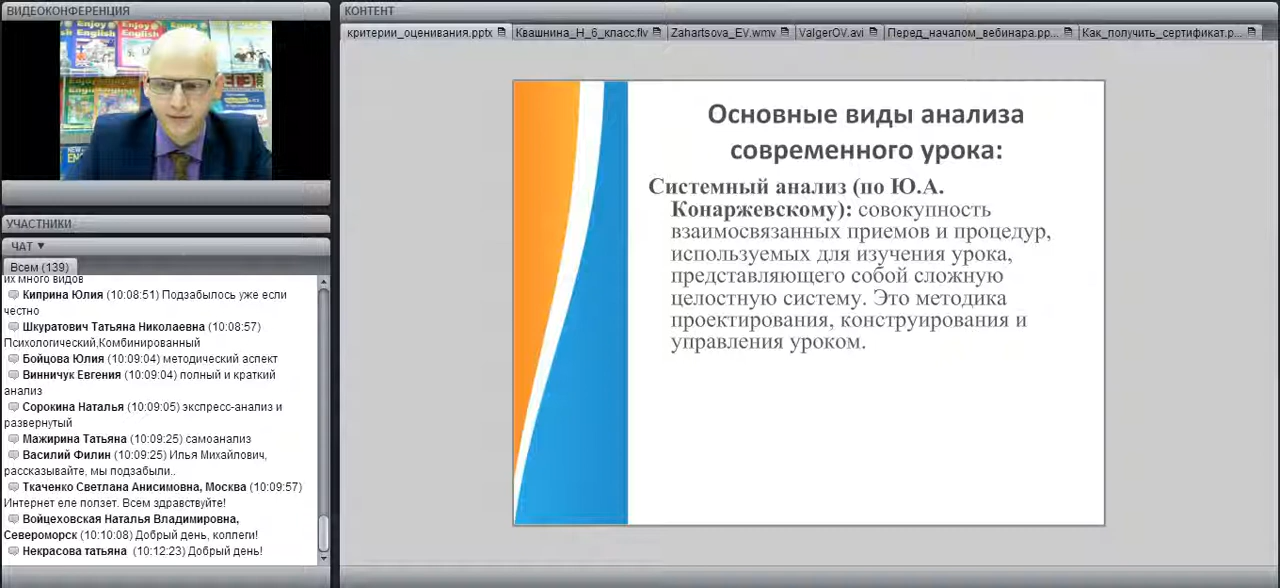 ВИДЕОКОНФЕРЕНЦИЯ
Enjoy
English
Enjoy
English
Enjoy
ЕГЭ
УЧАСТНИКИ
ЧАТ ▼
Всем (139)
их много видов
Киприна Юлия (10:08:51) Подзабылось уже если
честно
Шкуратович Татьяна Николаевна (10:08:57)
Психологический,Комбинированный
Бойцова Юлия (10:09:04) методический аспект
Винничук Евгения (10:09:04) полный и краткий
анализ
Сорокина Наталья (10:09:05) экспресс-анализ и
развернутый
Мажирина Татьяна (10:09:25) самоанализ
Василий Филин (10:09:25) Илья Михайлович,
рассказывайте, мы подзабыли..
Ткаченко Светлана Анисимовна, Москва (10:09:57)
Интернет еле ползет. Всем здравствуйте!
Войцеховская Наталья Владимировна,
Североморск (10:10:08) Добрый день, коллеги!
Некрасова татьяна (10:12:23) Добрый день!
КОНТЕНТ
критерии_оценивания.pptx
Квашнина_Н_6_класс.flv
Zahartsova_EV.wmv
ValgerOV.avi
Перед_началом_вебинара.pp...
Как_получить_сертификат.p...
Основные виды анализа
современного урока:
Системный анализ (по Ю.А.
Конаржевскому): совокупность
взаимосвязанных приемов и процедур,
используемых для изучения урока,
представляющего собой сложную
целостную систему. Это методика
проектирования, конструирования и
управления уроком.